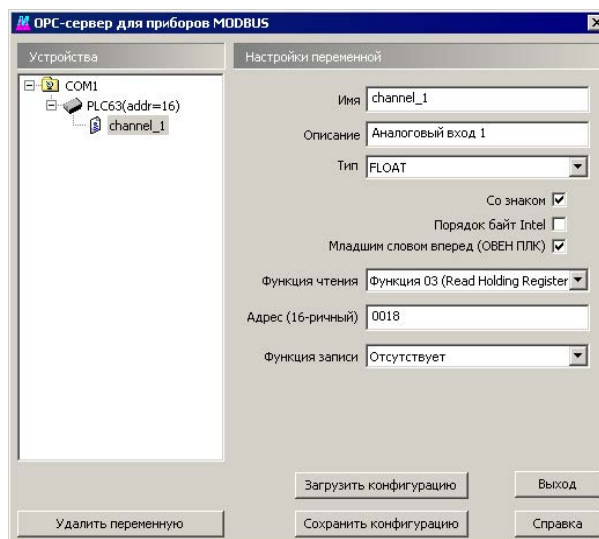 OPC-сервер для приборов MODBUS
Устройства
Настройки переменной
COM1
PLC63(addr=16)
channel_1
Имя channel_1
Описание Аналоговый вход 1
Тип FLOAT
Со знаком
Порядок байт Intel
Младшим словом вперед (ОВЕН ПЛК)
Функция чтения Функция 03 (Read Holding Register
Адрес (16-ричный) 0018
Функция записи Отсутствует
Загрузить конфигурацию Выход
Удалить переменную Сохранить конфигурацию Справка